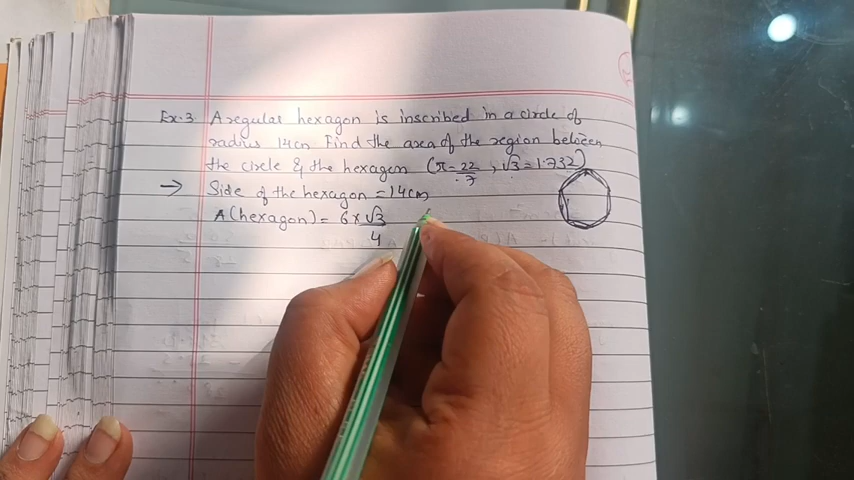 Ex.3 A regular hexagon is inscribed in a circle of
radius 14cm Find the area of the region between
the circle & the hexagon (π=22/7, √3=1.732)
→ Side of the hexagon = 14cm
A(hexagon) = 6 × √3/4